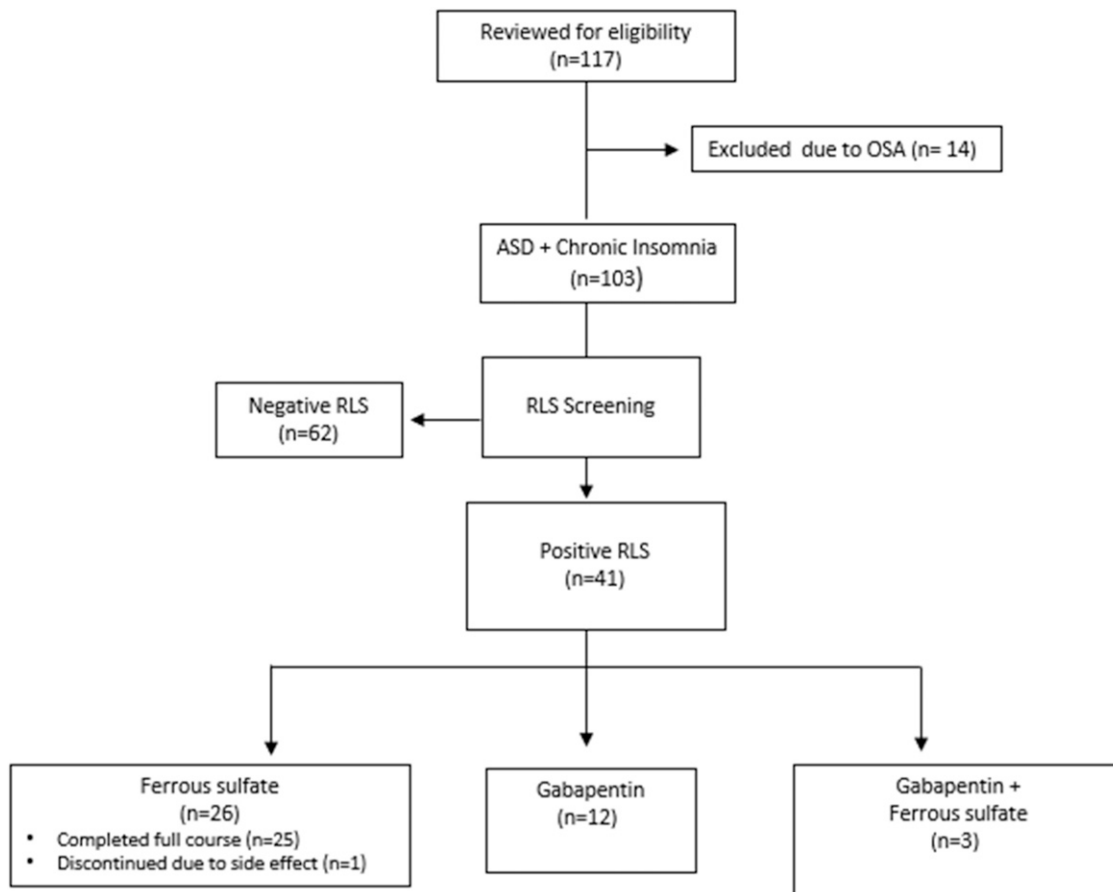 Reviewed for eligibility
(n=117)
Excluded due to OSA (n= 14)
ASD + Chronic Insomnia
(n=103)
Negative RLS
(n=62)
RLS Screening
Positive RLS
(n=41)
Ferrous sulfate
(n=26)
• Completed full course (n=25)
• Discontinued due to side effect (n=1)
Gabapentin
(n=12)
Gabapentin +
Ferrous sulfate
(n=3)